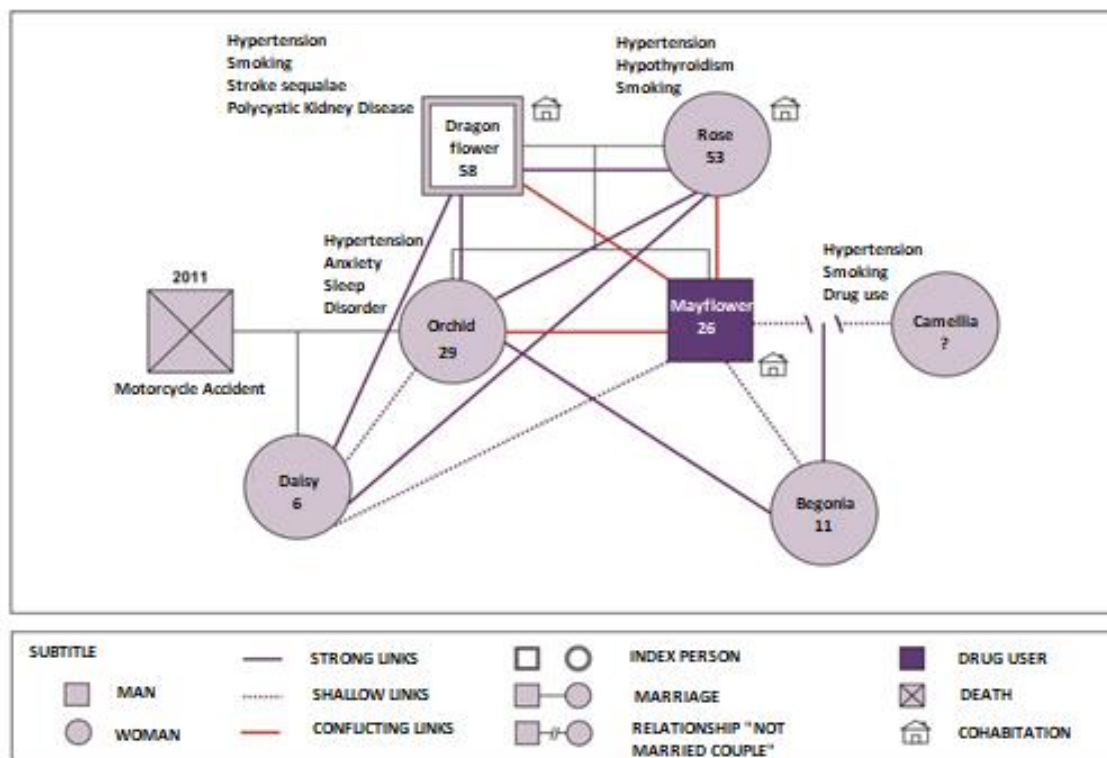 Hypertension
Smoking
Stroke sequalae
Polycystic Kidney Disease
Dragon
flower
58
Hypertension
Hypothyroidism
Smoking
Rose
53
Hypertension
Anxiety
Sleep
Disorder
2011
Motorcycle Accident
Orchid
29
Mayflower
26
Hypertension
Smoking
Drug use
Camellia
?
Daisy
6
Begonia
11
SUBTITLE
MAN
WOMAN
STRONG LINKS
SHALLOW LINKS
CONFLICTING LINKS
INDEX PERSON
MARRIAGE
RELATIONSHIP "NOT
MARRIED COUPLE"
DRUG USER
DEATH
COHABITATION